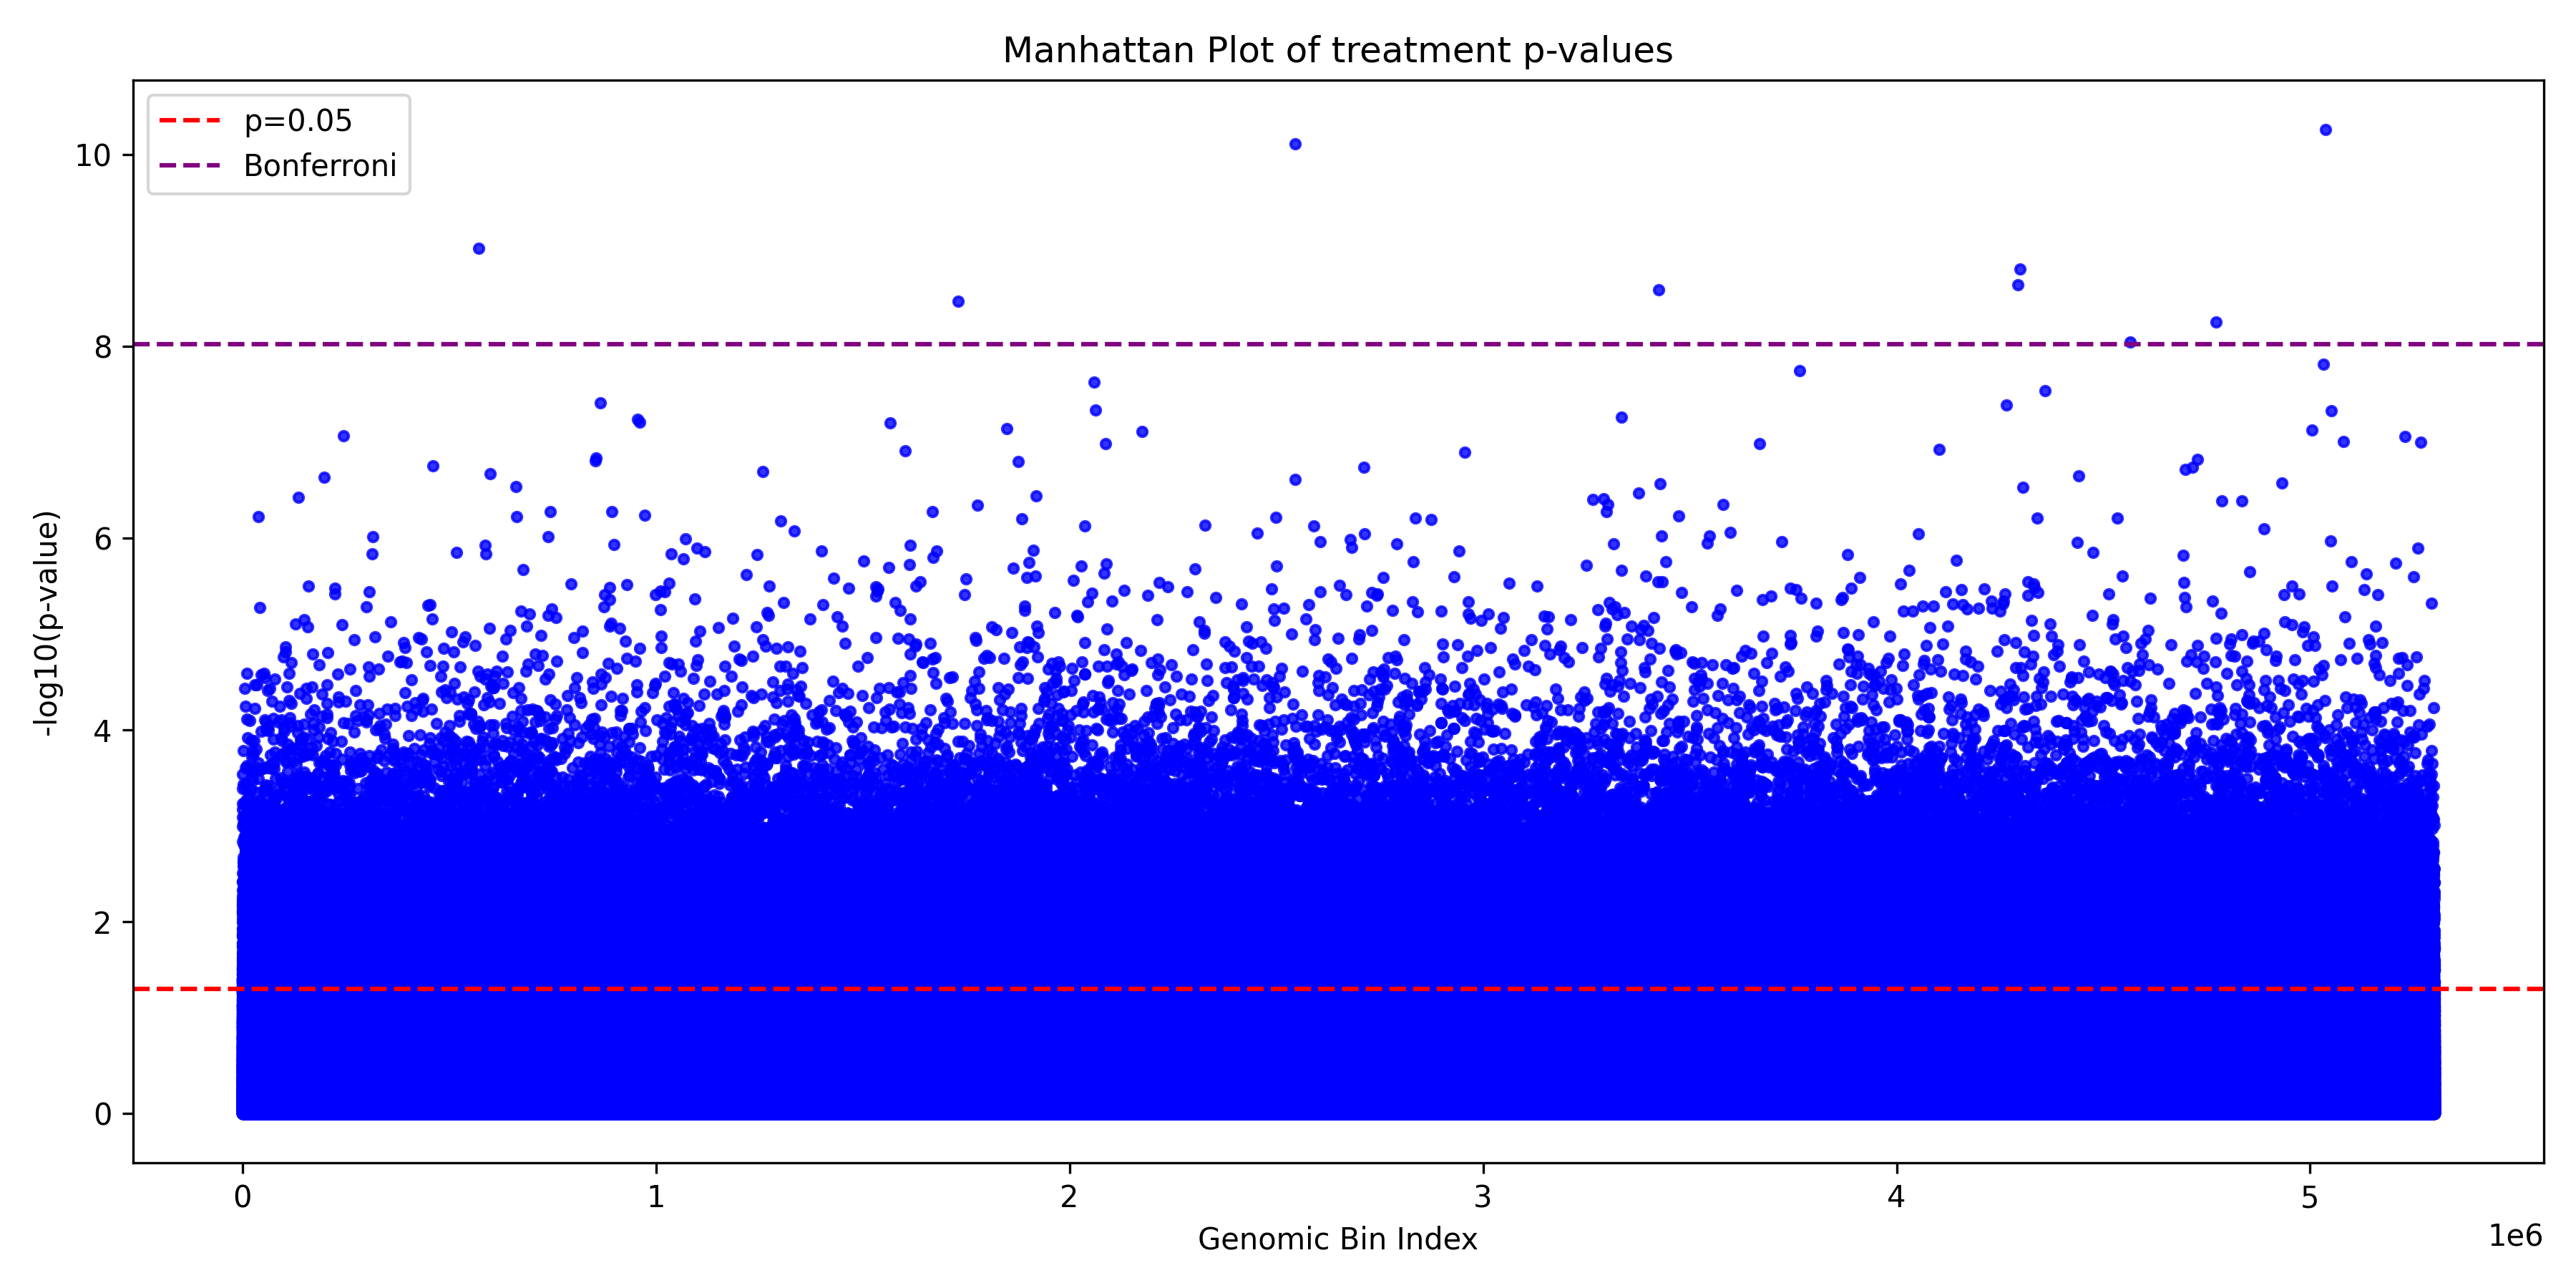 Manhattan Plot of treatment p-values
p=0.05
Bonferroni
10
8
6
4
2
0
-log10(p-value)
0 1 2 3 4 5
1e6
Genomic Bin Index